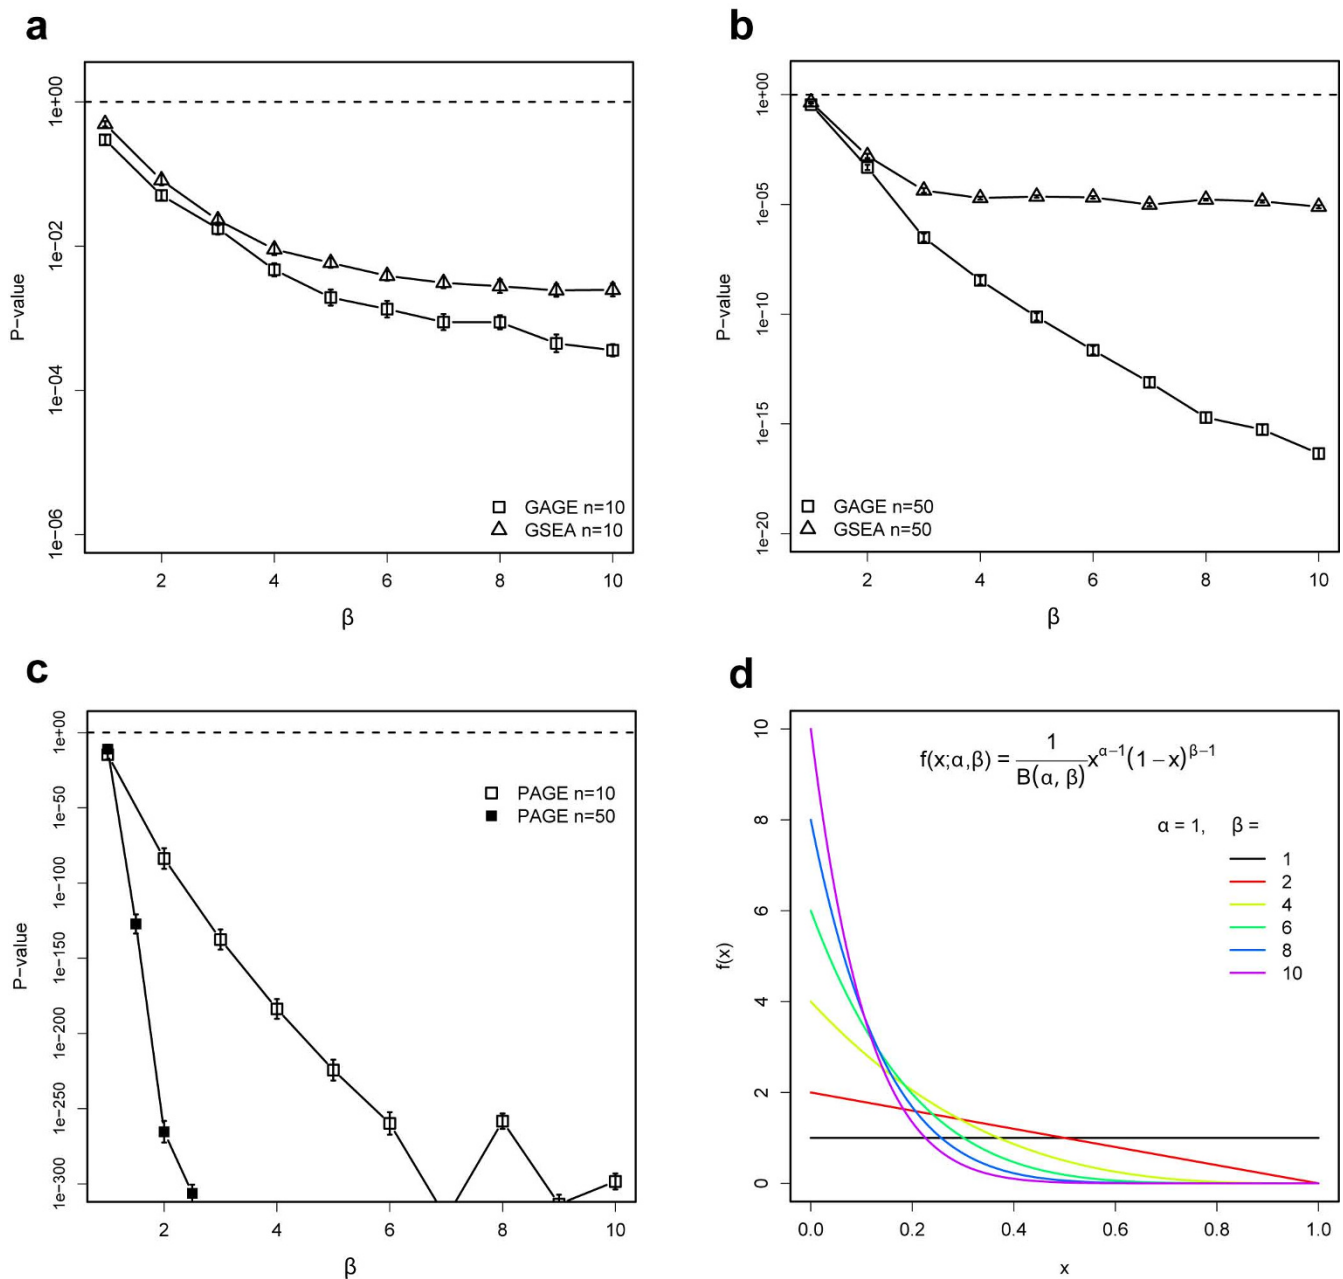 a
P-value
1e+00
1e-02
1e-04
1e-06
GAGE n=10
GSEA n=10
2 4 6 8 10
β
b
P-value
1e+00
1e-05
1e-10
1e-15
1e-20
GAGE n=50
GSEA n=50
2 4 6 8 10
β
c
P-value
1e+00
1e-50
1e-100
1e-150
1e-200
1e-250
1e-300
PAGE n=10
PAGE n=50
2 4 6 8 10
β
d
f(x)
10
8
6
4
2
0
f(x;α,β) = 1/B(α, β) x^(α−1) (1−x)^(β−1)
α = 1, β =
1
2
4
6
8
10
0.0 0.2 0.4 0.6 0.8 1.0
x